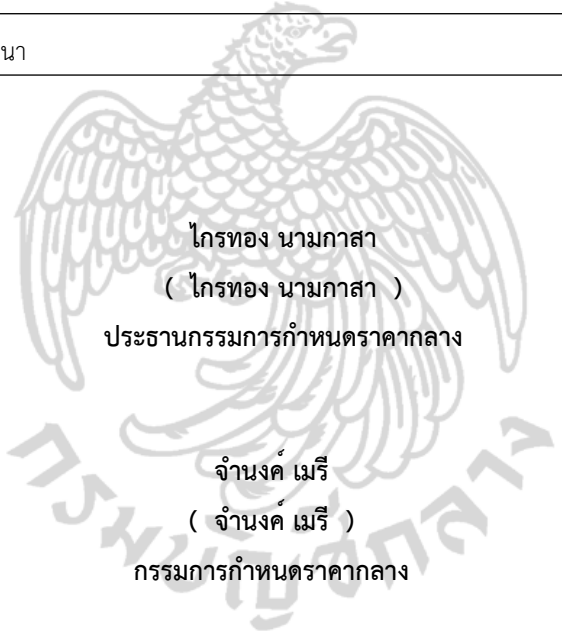 นา
ไกรทอง นามกาสา
( ไกรทอง นามกาสา )
ประธานกรรมการกำหนดราคากลาง
จำนงค์ เมรี
( จำนงค์ เมรี )
กรรมการกำหนดราคากลาง
กรมบัญชีกลาง